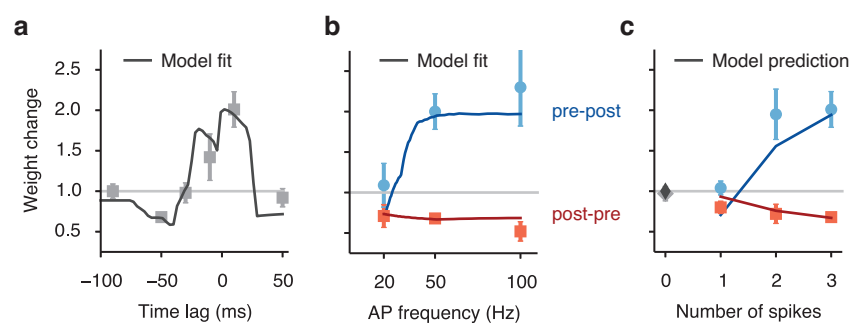 a
Model fit
2.5
2.0
1.5
1.0
0.5
Weight change
−100
−50
0
50
Time lag (ms)
b
Model fit
pre-post
post-pre
20
50
100
AP frequency (Hz)
c
Model prediction
0
1
2
3
Number of spikes